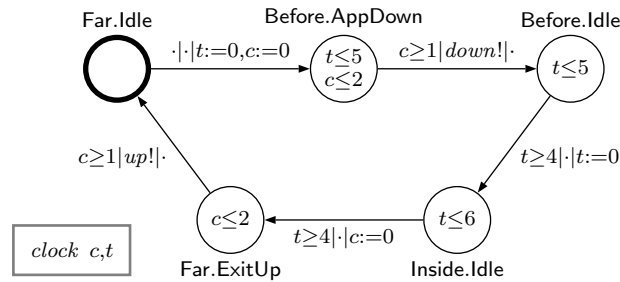 Far.Idle
Before.AppDown
Before.Idle
·|·|t:=0,c:=0
t≤5
c≤2
c≥1|down!|·
t≤5
c≥1|up!|·
t≥4|·|t:=0
c≤2
t≥4|·|c:=0
t≤6
clock c,t
Far.ExitUp
Inside.Idle